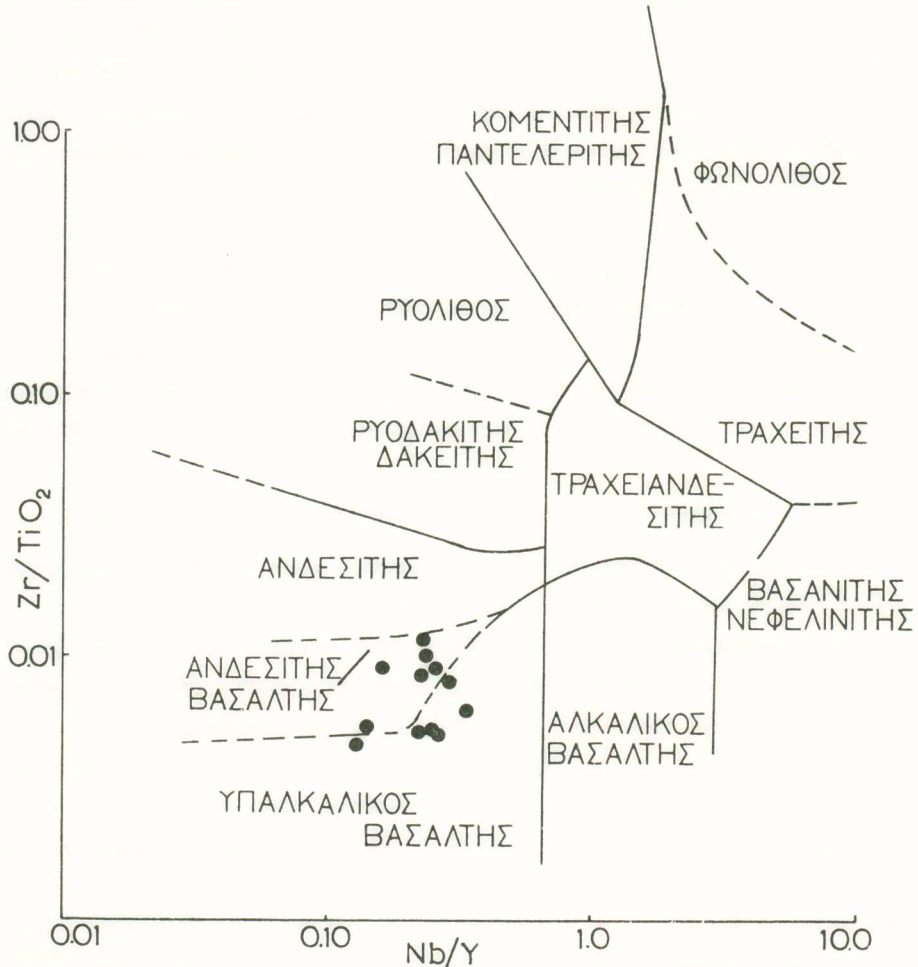 1.00
ΚΟΜΕΝΤΙΤΗΣ
ΠΑΝΤΕΛΕΡΙΤΗΣ
ΦΩΝΟΛΙΘΟΣ
ΡΥΟΛΙΘΟΣ
0.10
ΡΥΟΔΑΚΙΤΗΣ
ΔΑΚΕΙΤΗΣ
ΤΡΑΧΕΙΤΗΣ
ΤΡΑΧΕΙΑΝΔΕ-
ΣΙΤΗΣ
Zr/TiO₂
ΑΝΔΕΣΙΤΗΣ
ΒΑΣΑΝΙΤΗΣ
ΝΕΦΕΛΙΝΙΤΗΣ
0.01
ΑΝΔΕΣΙΤΗΣ
ΒΑΣΑΛΤΗΣ
ΑΛΚΑΛΙΚΟΣ
ΒΑΣΑΛΤΗΣ
ΥΠΑΛΚΑΛΙΚΟΣ
ΒΑΣΑΛΤΗΣ
0.01
0.10
1.0
10.0
Nb/Y